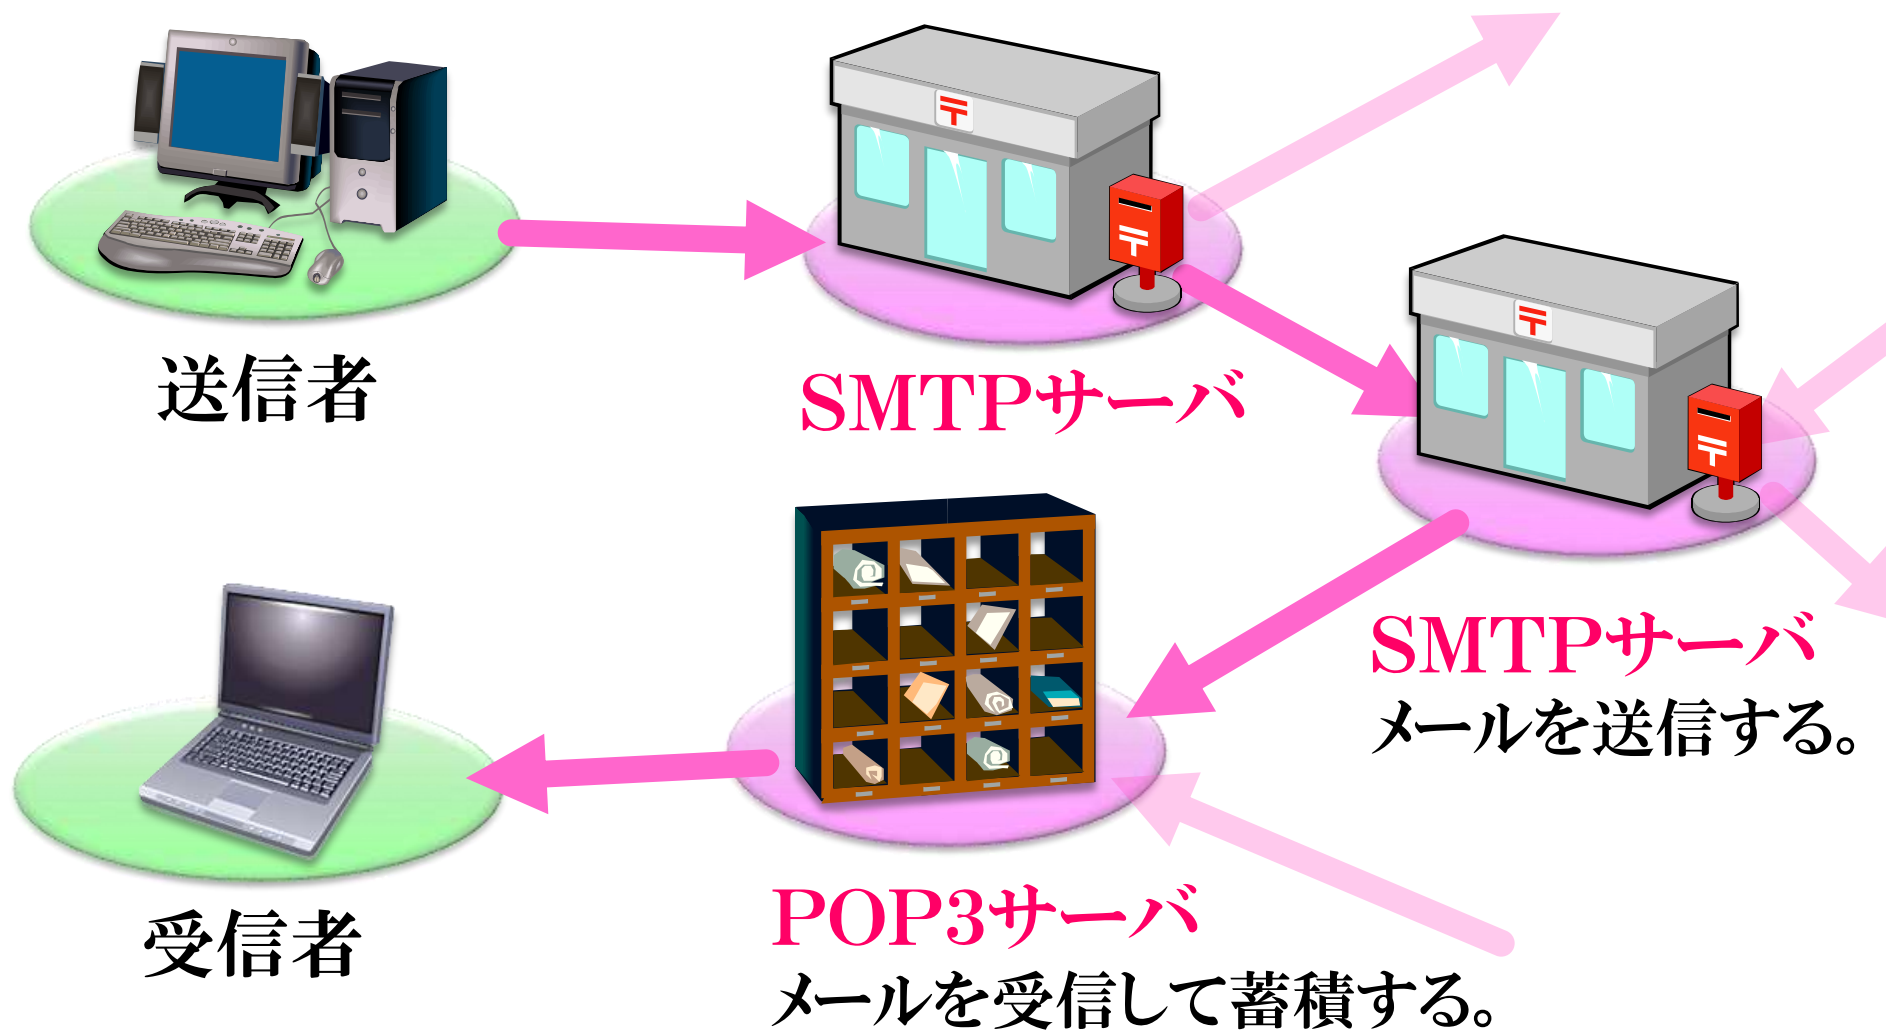 送信者
SMTPサーバ
SMTPサーバ
メールを送信する。
受信者
POP3サーバ
メールを受信して蓄積する。